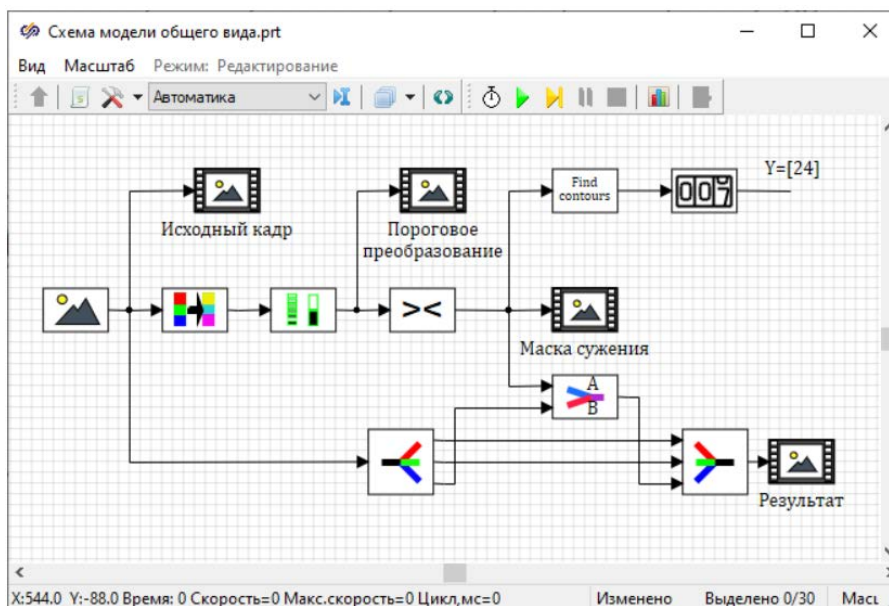 Схема модели общего вида.prt
Вид Масштаб Режим: Редактирование
Автоматика
Y=[24]
Find
contours
007
Исходный кадр
Пороговое
преобразование
Маска сужения
A
B
Результат
X:544.0 Y:-88.0 Время: 0 Скорость=0 Макс.скорость=0 Цикл,мс=0 Изменено Выделено 0/30 Масц